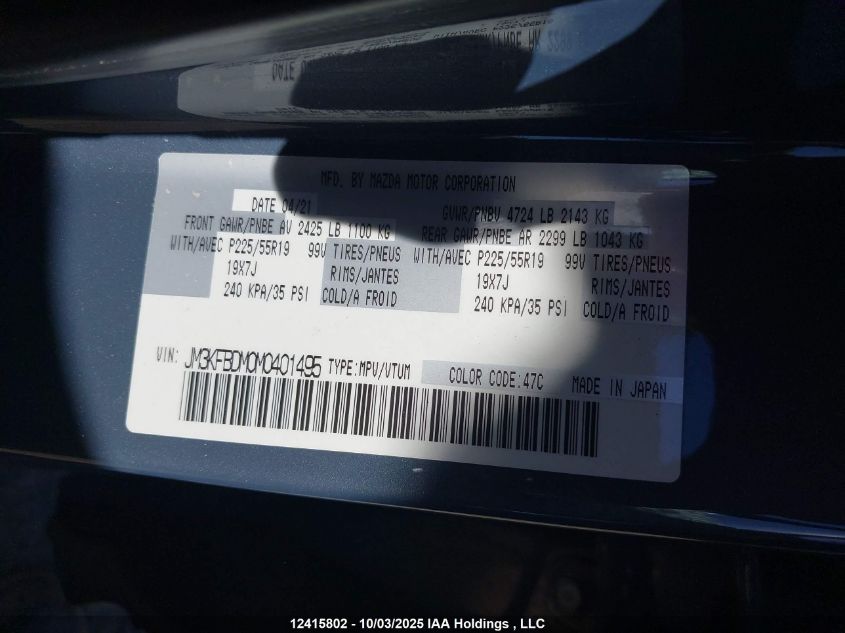 MFD. BY MAZDA MOTOR CORPORATION
DATE 04/21 GVWR/PNBV 4724 LB 2143 KG
FRONT GAWR/PNBE AV 2425 LB 1100 KG REAR GAWR/PNBE AR 2299 LB 1043 KG
WITH/AVEC P225/55R19 99V TIRES/PNEUS WITH/AVEC P225/55R19 99V TIRES/PNEUS
19X7J RIMS/JANTES 19X7J RIMS/JANTES
240 KPA/35 PSI COLD/A FROID 240 KPA/35 PSI COLD/A FROID
VIN: JM3KFBDM0M0401495 TYPE:MPV/VTUM COLOR CODE:47C MADE IN JAPAN
12415802 - 10/03/2025 IAA Holdings , LLC